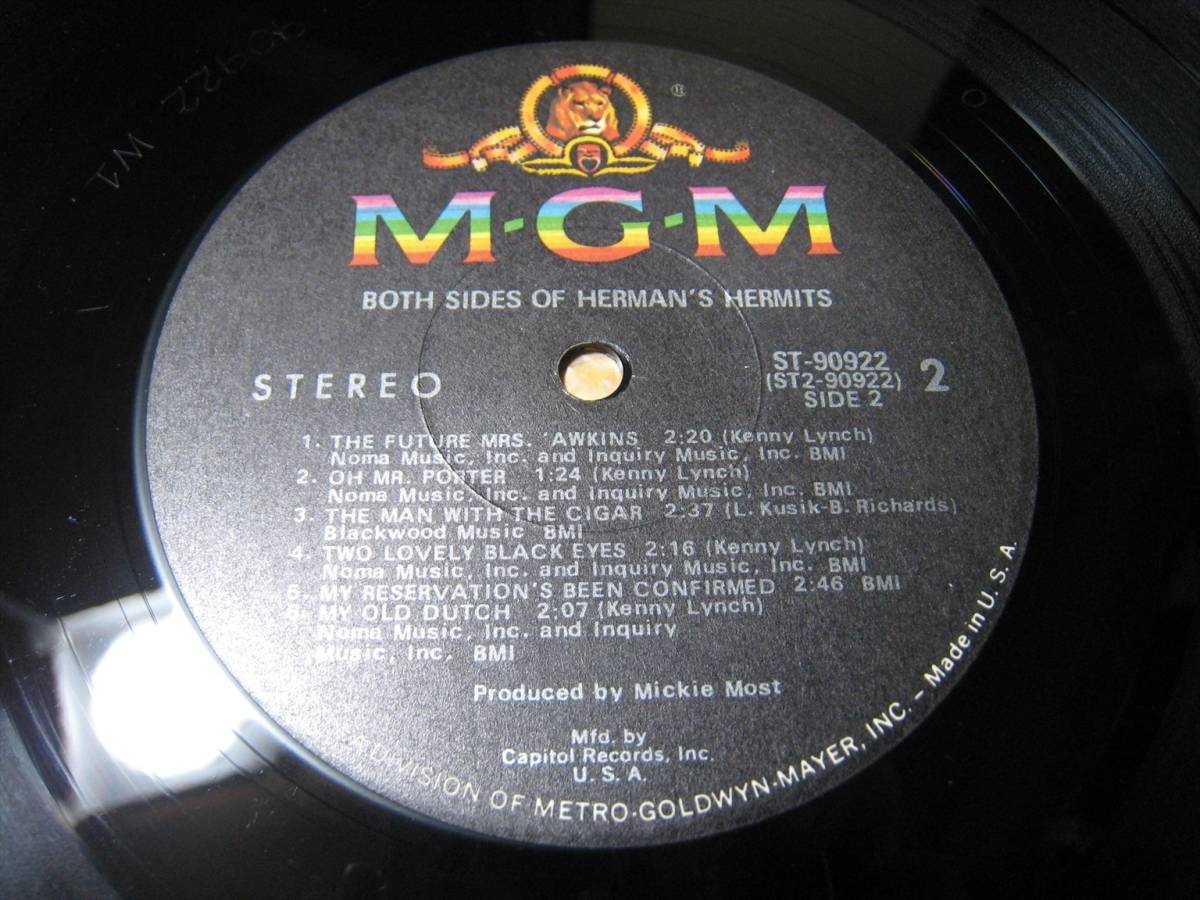 ®
M-G-M
BOTH SIDES OF HERMAN'S HERMITS
STEREO
ST-90922
(ST2-90922)
SIDE 2
2
1. THE FUTURE MRS. 'AWKINS 2:20 (Kenny Lynch)
Noma Music, Inc. and Inquiry Music, Inc. BMI
2. OH MR. PORTER 1:24 (Kenny Lynch)
Noma Music, Inc. and Inquiry Music, Inc. BMI
3. THE MAN WITH THE CIGAR 2:37 (L. Kusik-B. Richards)
Blackwood Music BMI
4. TWO LOVELY BLACK EYES 2:16 (Kenny Lynch)
Noma Music, Inc. and Inquiry Music, Inc. BMI
5. MY RESERVATION'S BEEN CONFIRMED 2:46 BMI
6. MY OLD DUTCH 2:07 (Kenny Lynch)
Noma Music, Inc. and Inquiry
Music, Inc. BMI
Produced by Mickie Most
Mfd. by
Capitol Records, Inc.
U. S. A.
A DIVISION OF METRO-GOLDWYN-MAYER, INC. – Made in U. S. A.